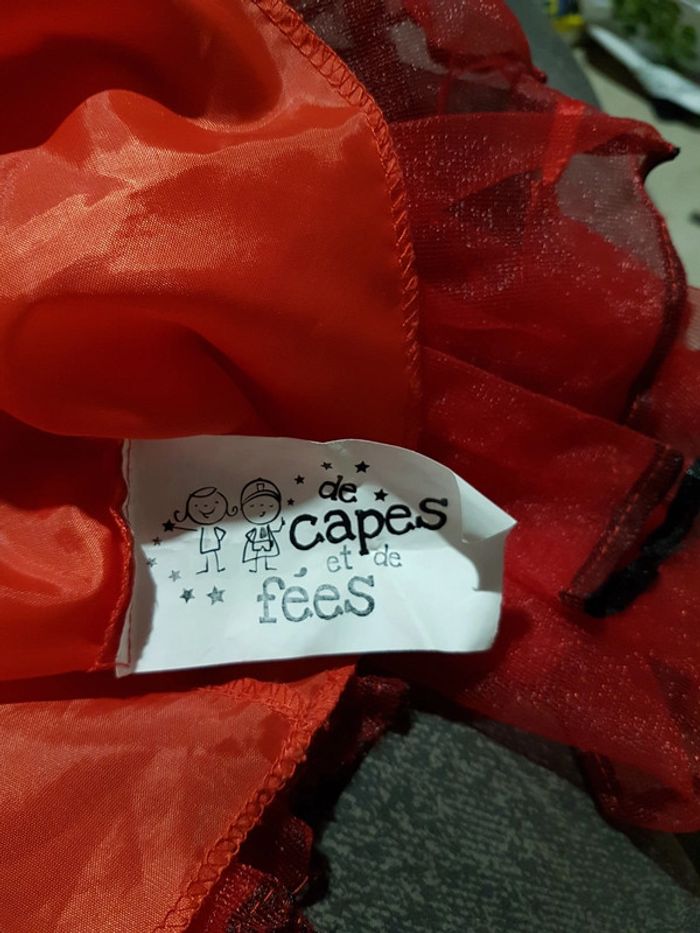 de
capes
et de
fées